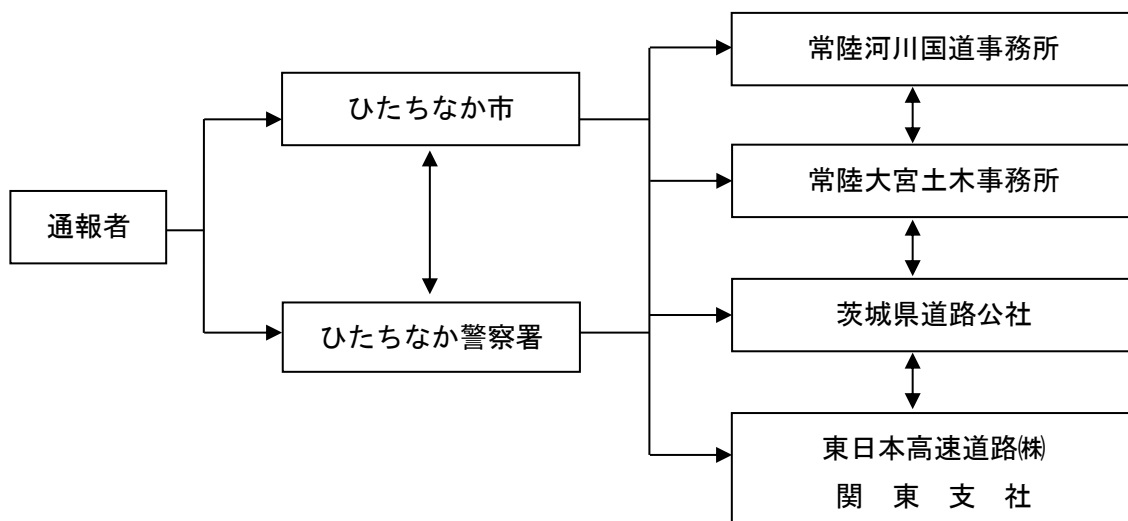 通報者
ひたちなか市
ひたちなか警察署
常陸河川国道事務所
常陸大宮土木事務所
茨城県道路公社
東日本高速道路㈱
関　東　支　社